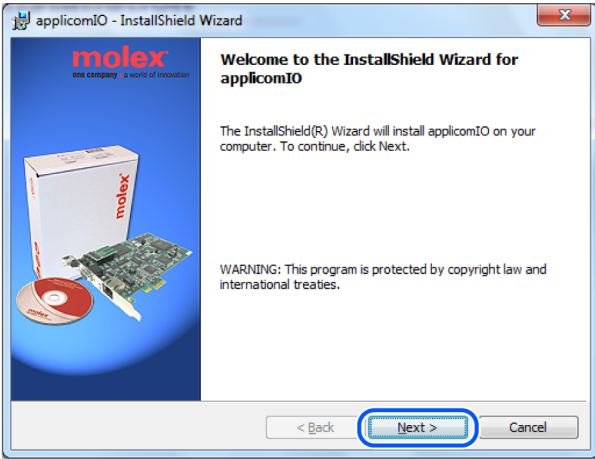 applicomIO - InstallShield Wizard
molex
one company a world of innovation
Welcome to the InstallShield Wizard for
applicomIO
The InstallShield(R) Wizard will install applicomIO on your
computer. To continue, click Next.
molex
WARNING: This program is protected by copyright law and
international treaties.
molex
< Back
Next >
Cancel